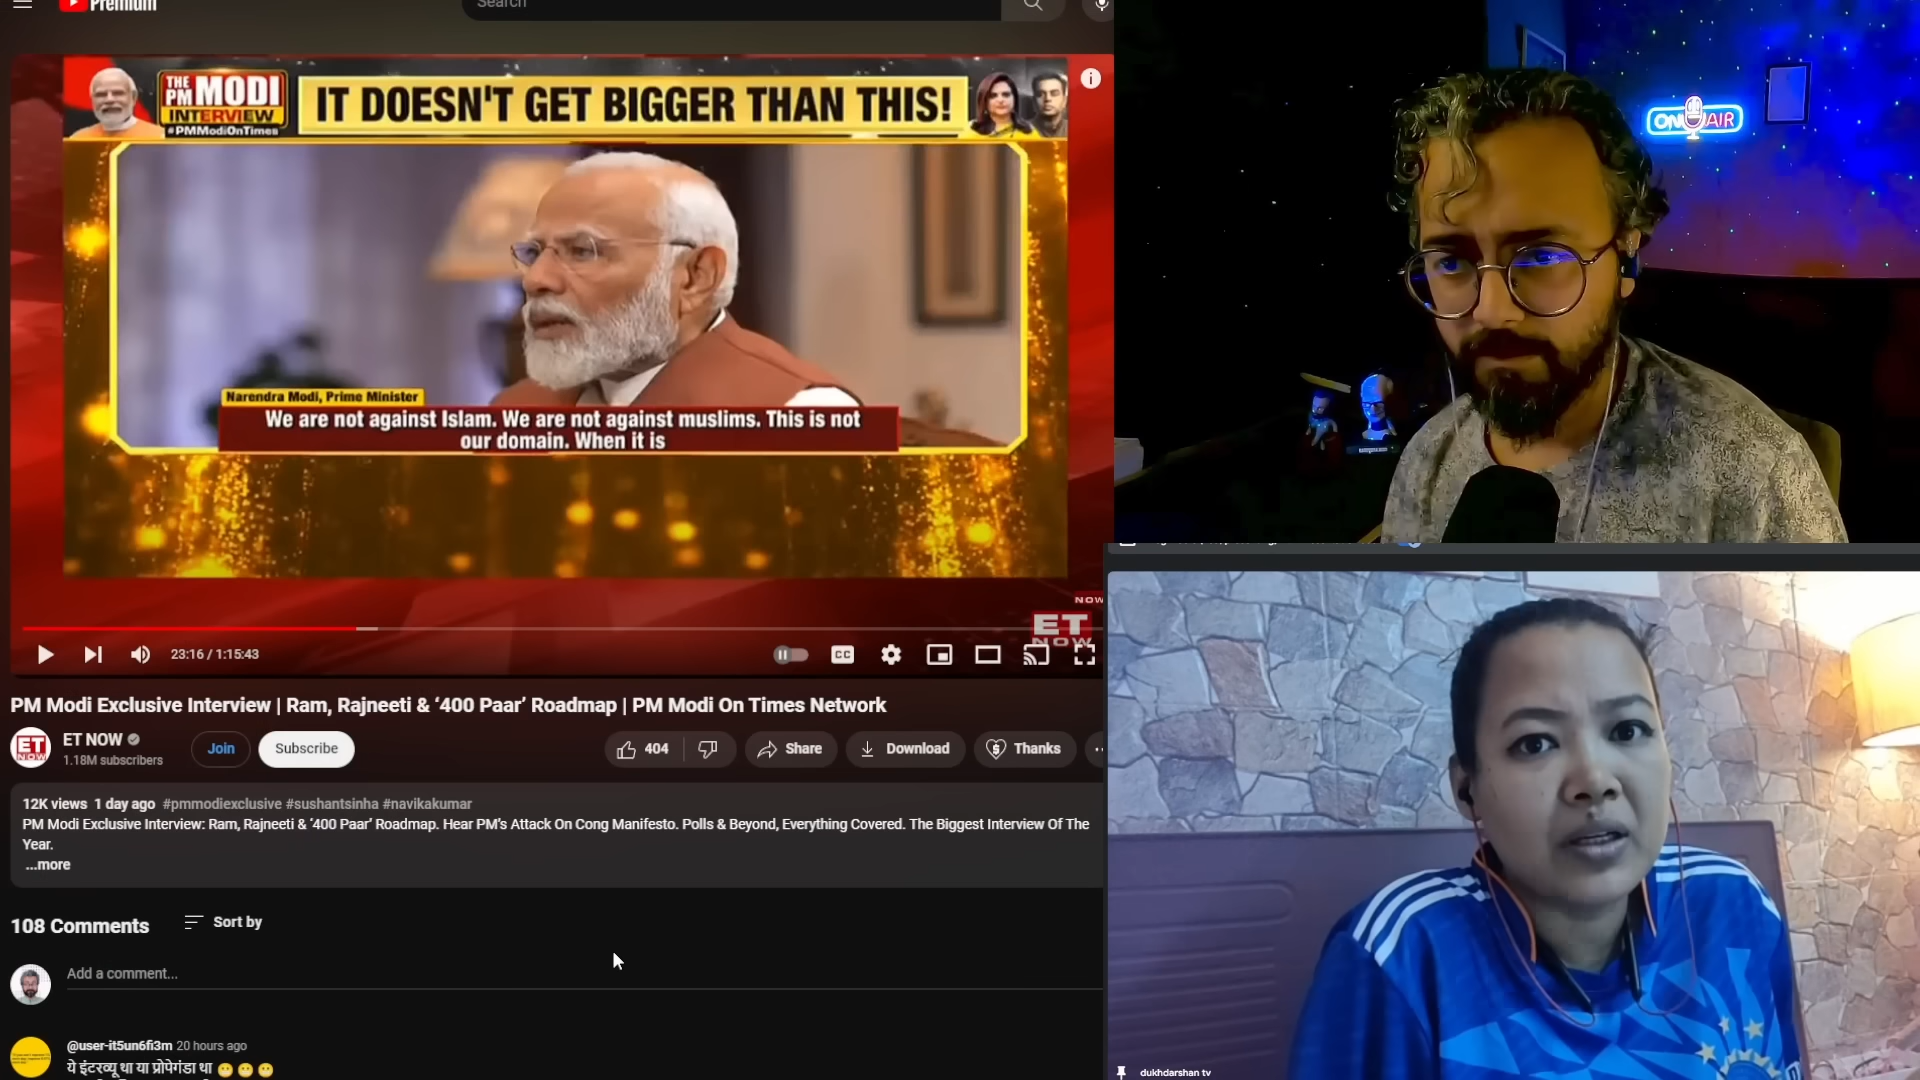 Premium
Search
THE
PM MODI
INTERVIEW
#PMModiOnTimes
IT DOESN'T GET BIGGER THAN THIS!
ON AIR
Narendra Modi, Prime Minister
We are not against Islam. We are not against muslims. This is not
our domain. When it is
NOW
ET
NOW
23:16 / 1:15:43
CC
PM Modi Exclusive Interview | Ram, Rajneeti & ‘400 Paar’ Roadmap | PM Modi On Times Network
ET
NOW
ET NOW
1.18M subscribers
Join
Subscribe
404
Share
Download
Thanks
12K views 1 day ago #pmmodiexclusive #sushantsinha #navikakumar
PM Modi Exclusive Interview: Ram, Rajneeti & ‘400 Paar’ Roadmap. Hear PM's Attack On Cong Manifesto. Polls & Beyond, Everything Covered. The Biggest Interview Of The
Year.
...more
108 Comments
Sort by
Add a comment...
@user-it5un6fi3m 20 hours ago
ये इंटरव्यू था या प्रोपेगंडा था 😁 😁 😁
dukhdarshan tv